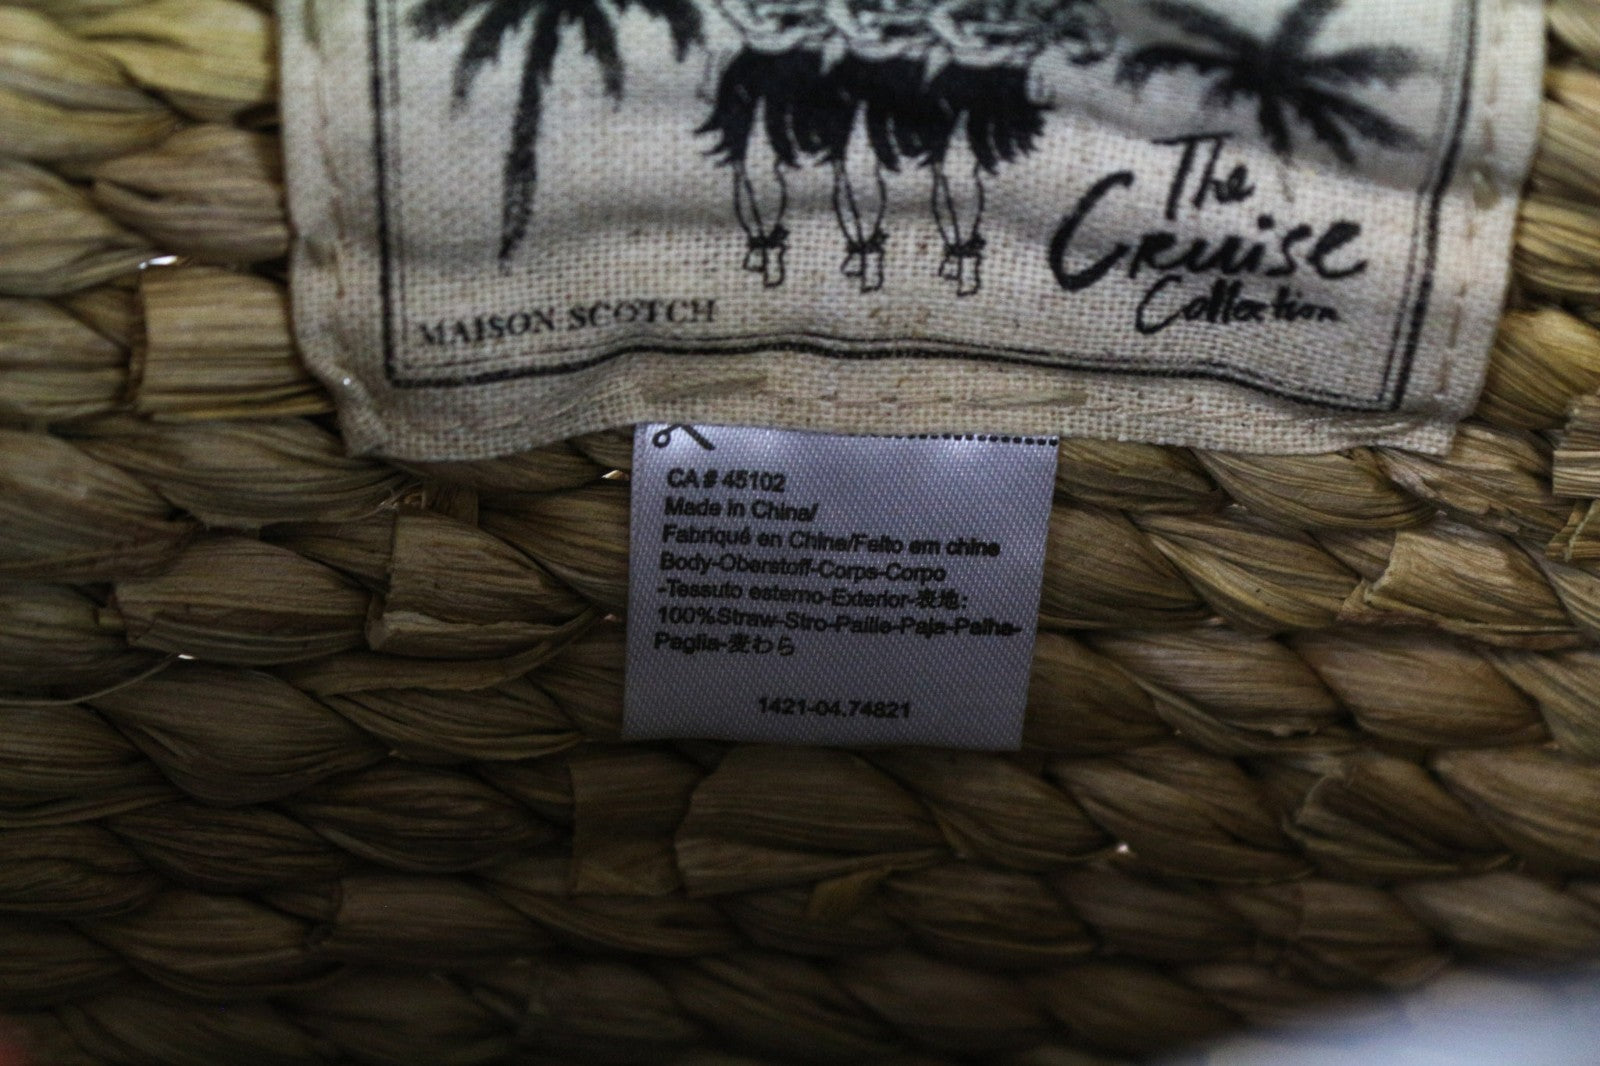 The
Cruise
Collection
MAISON SCOTCH
CA # 45102
Made in China/
Fabriqué en Chine/Feito em chine
Body-Oberstoff-Corps-Corpo
-Tessuto esterno-Exterior-表地:
100%Straw-Stro-Paille-Paja-Palha-
Paglia-麦わら
1421-04.74821